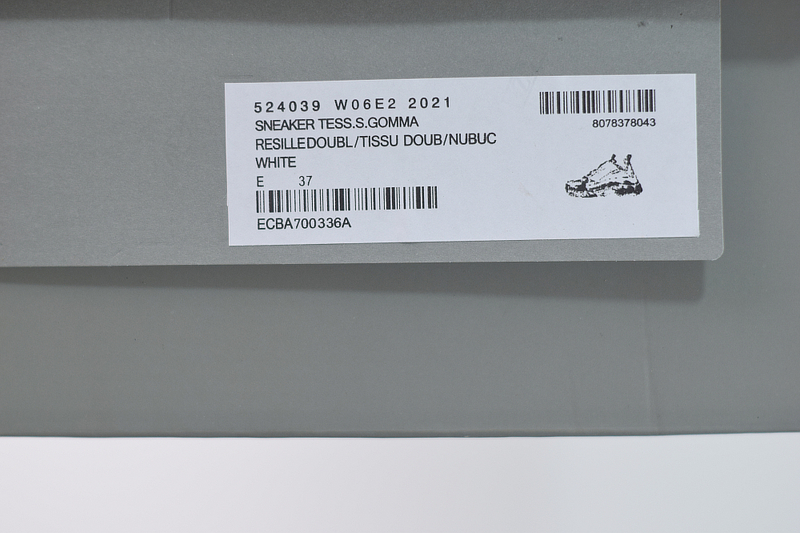 524039 W06E2 2021
SNEAKER TESS.S.GOMMA
RESILLEDOUBL/TISSU DOUB/NUBUC
WHITE
E 37
ECBA700336A
8078378043